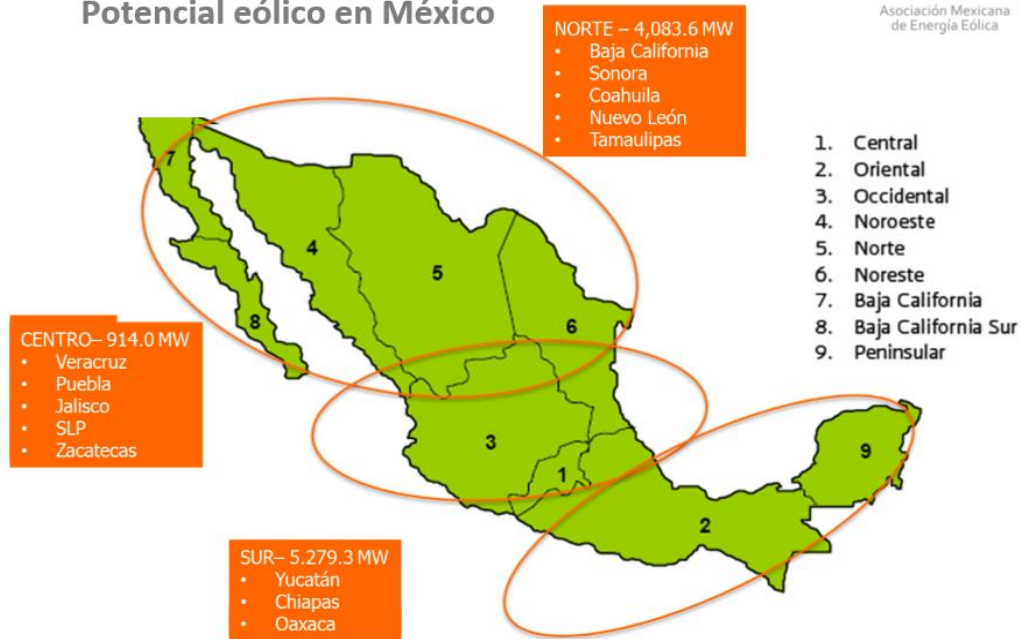 Potencial eólico en México
Asociación Mexicana
de Energía Eólica
NORTE – 4,083.6 MW
• Baja California
• Sonora
• Coahuila
• Nuevo León
• Tamaulipas
1. Central
2. Oriental
3. Occidental
4. Noroeste
5. Norte
6. Noreste
7. Baja California
8. Baja California Sur
9. Peninsular
7
4
5
8
6
CENTRO– 914.0 MW
• Veracruz
• Puebla
• Jalisco
• SLP
• Zacatecas
3
1
9
2
SUR– 5.279.3 MW
• Yucatán
• Chiapas
• Oaxaca